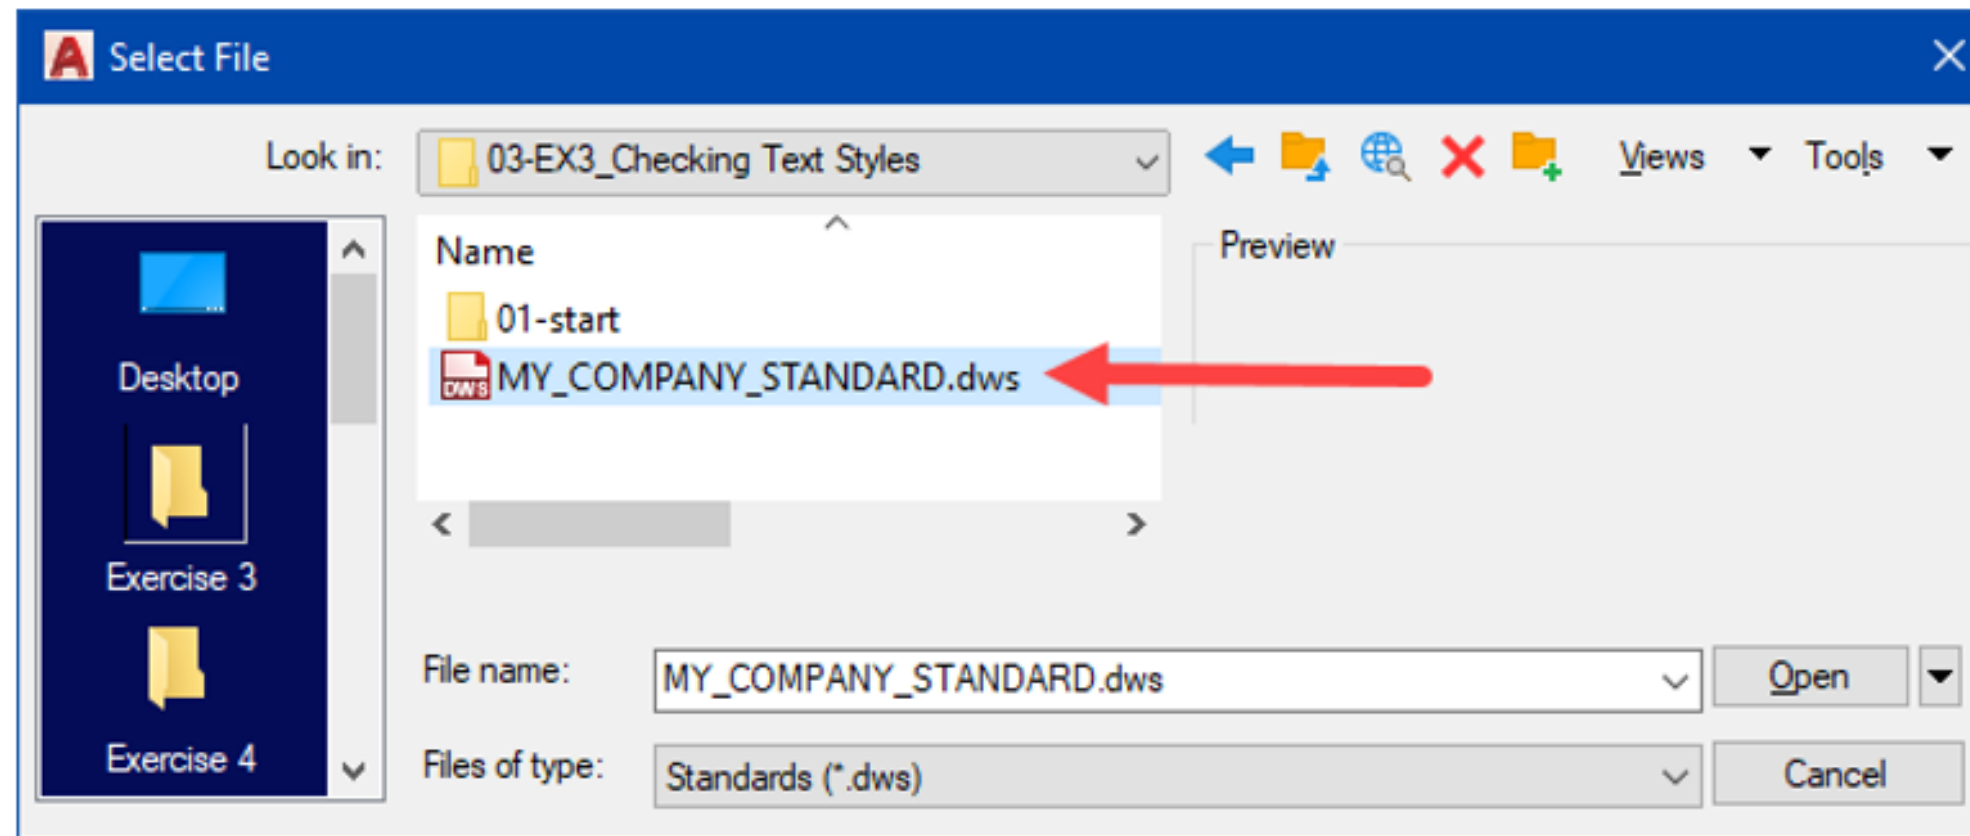 Select File
Look in:
03-EX3_Checking Text Styles
Views
Tools
Name
Preview
01-start
DWS
MY_COMPANY_STANDARD.dws
Desktop
Exercise 3
Exercise 4
File name:
MY_COMPANY_STANDARD.dws
Open
Files of type:
Standards (*.dws)
Cancel